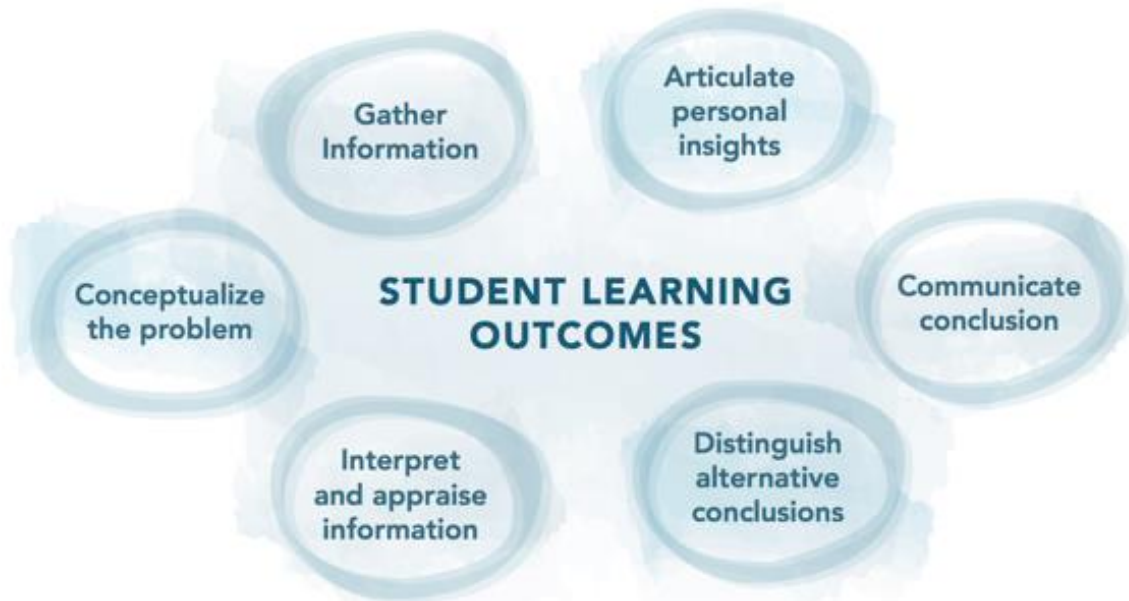 Gather
Information
Articulate
personal
insights
Conceptualize
the problem
STUDENT LEARNING
OUTCOMES
Communicate
conclusion
Interpret
and appraise
information
Distinguish
alternative
conclusions